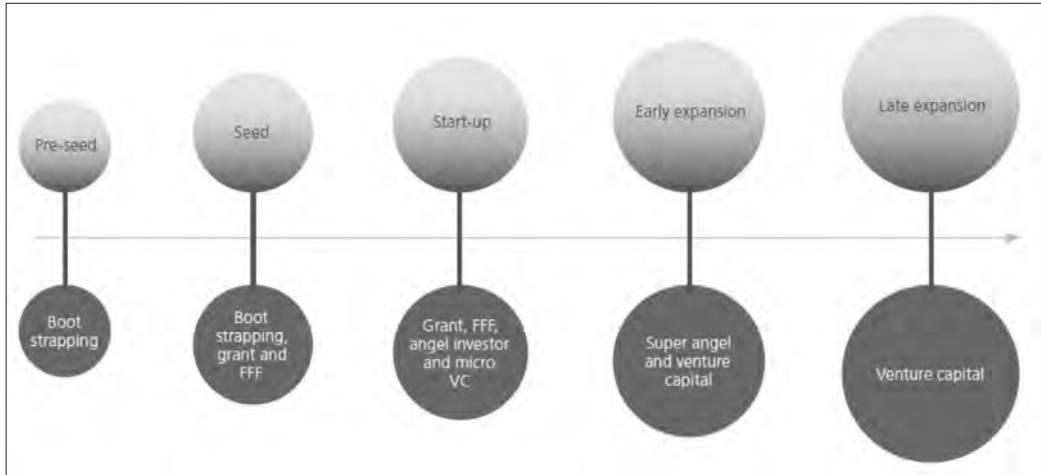 Pre-seed
Seed
Start-up
Early expansion
Late expansion
Boot
strapping
Boot
strapping,
grant and
FFF
Grant, FFF,
angel investor
and micro
VC
Super angel
and venture
capital
Venture capital